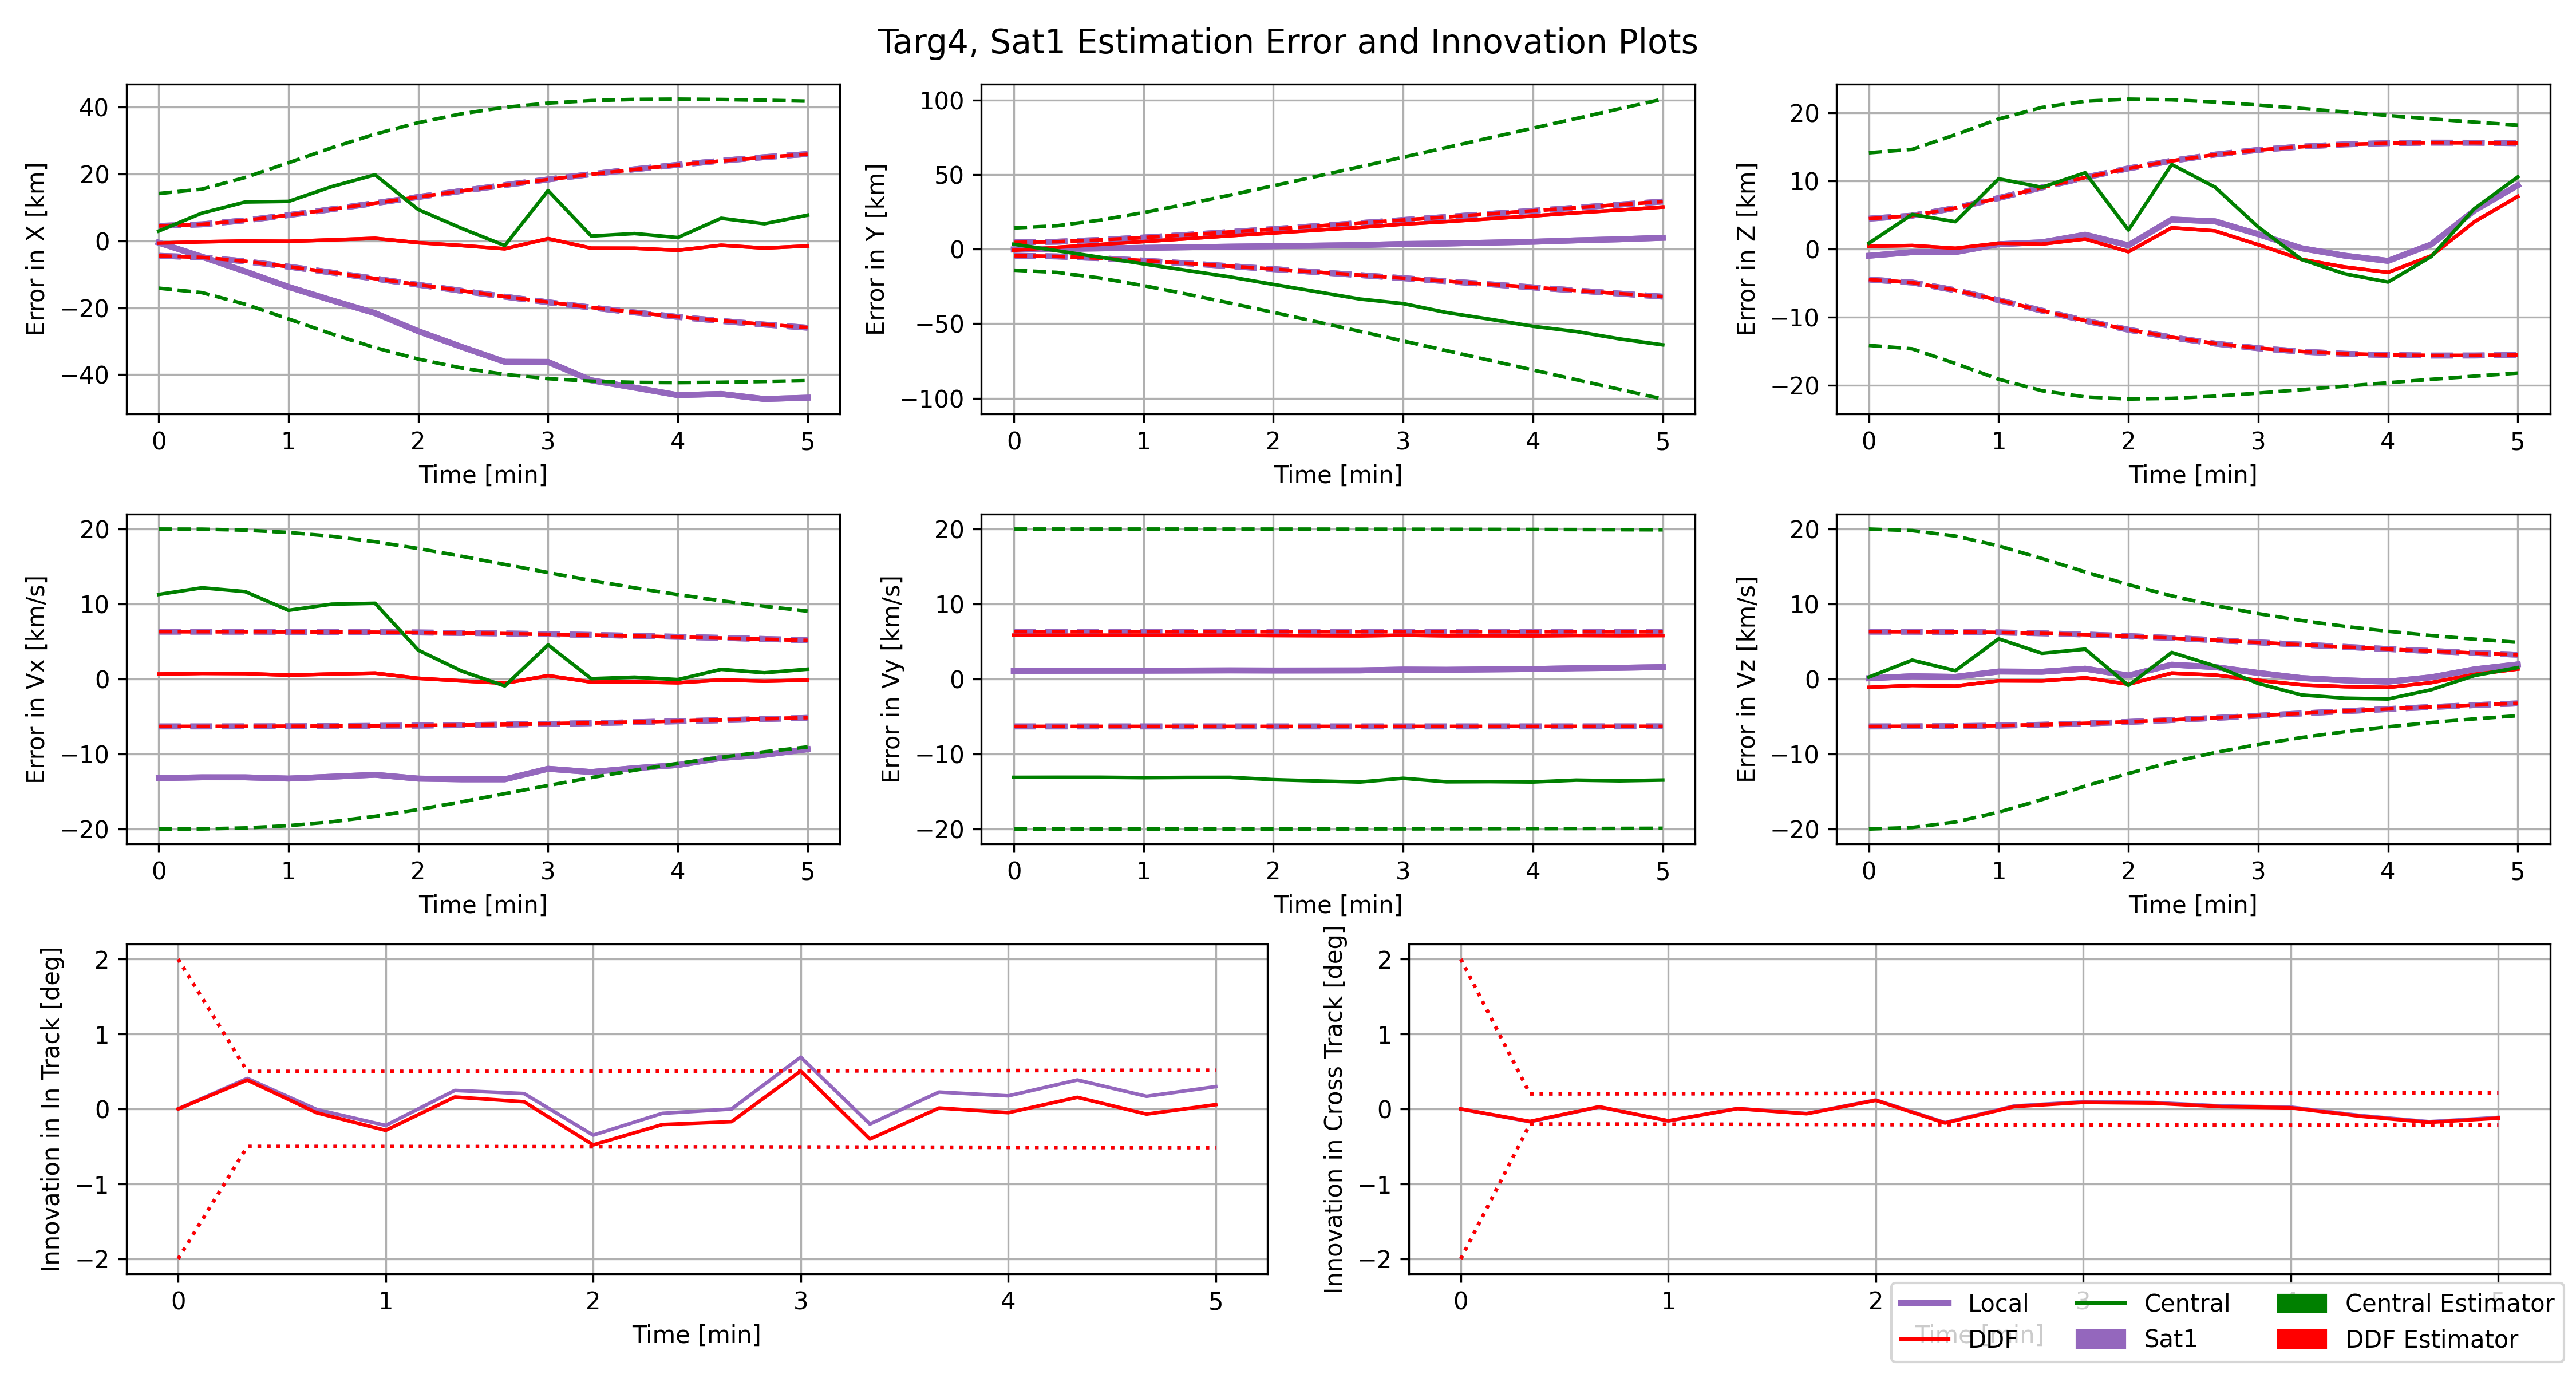 Targ4, Sat1 Estimation Error and Innovation Plots
Error in X [km]
40
20
0
−20
−40
0 1 2 3 4 5
Time [min]
Error in Y [km]
100
50
0
−50
−100
0 1 2 3 4 5
Time [min]
Error in Z [km]
20
10
0
−10
−20
0 1 2 3 4 5
Time [min]
Error in Vx [km/s]
20
10
0
−10
−20
0 1 2 3 4 5
Time [min]
Error in Vy [km/s]
20
10
0
−10
−20
0 1 2 3 4 5
Time [min]
Error in Vz [km/s]
20
10
0
−10
−20
0 1 2 3 4 5
Time [min]
Innovation in In Track [deg]
2
1
0
−1
−2
0 1 2 3 4 5
Time [min]
Innovation in Cross Track [deg]
2
1
0
−1
−2
0 1 2 3 4 5
Time [min]
Local Central Central Estimator
DDF Sat1 DDF Estimator